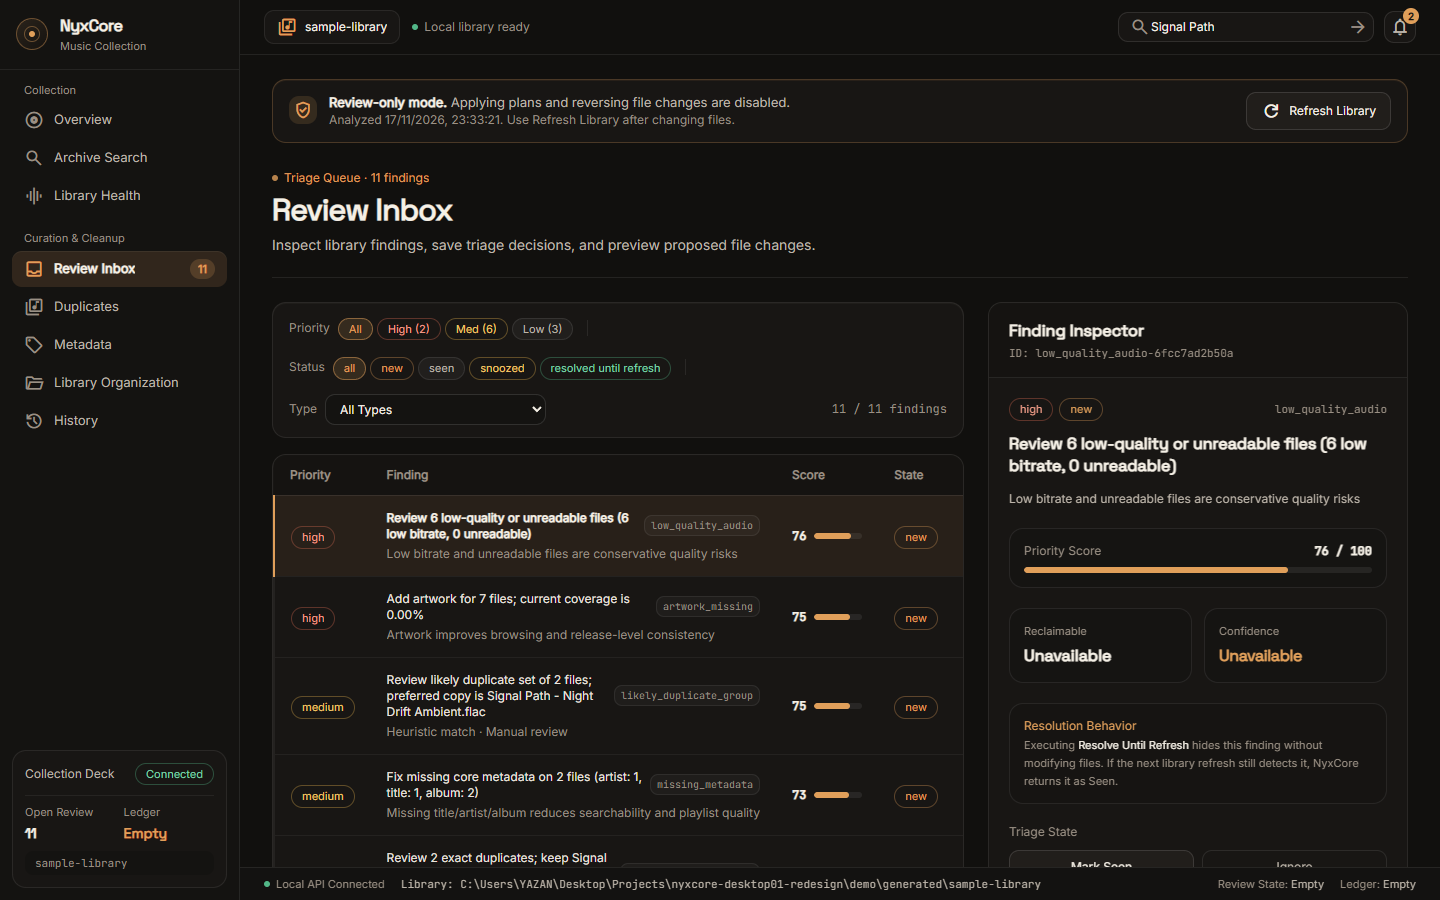 NyxCore
Music Collection
Collection
Overview
Archive Search
Library Health
Curation & Cleanup
Review Inbox 11
Duplicates
Metadata
Library Organization
History
Collection Deck Connected
Open Review Ledger
11 Empty
sample-library
sample-library Local library ready
Signal Path
2
Review-only mode. Applying plans and reversing file changes are disabled.
Analyzed 17/11/2026, 23:33:21. Use Refresh Library after changing files.
Refresh Library
Triage Queue · 11 findings
Review Inbox
Inspect library findings, save triage decisions, and preview proposed file changes.
Priority All High (2) Med (6) Low (3)
Status all new seen snoozed resolved until refresh
Type All Types 11 / 11 findings
Priority Finding Score State
high
Review 6 low-quality or unreadable files (6
low bitrate, 0 unreadable)
low_quality_audio
Low bitrate and unreadable files are conservative quality risks
76
new
high
Add artwork for 7 files; current coverage is
0.00%
artwork_missing
Artwork improves browsing and release-level consistency
75
new
medium
Review likely duplicate set of 2 files;
preferred copy is Signal Path - Night
Drift Ambient.flac
likely_duplicate_group
Heuristic match · Manual review
75
new
medium
Fix missing core metadata on 2 files (artist: 1,
title: 1, album: 2)
missing_metadata
Missing title/artist/album reduces searchability and playlist quality
73
new
Review 2 exact duplicates; keep Signal
Finding Inspector
ID: low_quality_audio-6fcc7ad2b50a
high new low_quality_audio
Review 6 low-quality or unreadable files (6 low
bitrate, 0 unreadable)
Low bitrate and unreadable files are conservative quality risks
Priority Score 76 / 100
Reclaimable
Unavailable
Confidence
Unavailable
Resolution Behavior
Executing Resolve Until Refresh hides this finding without
modifying files. If the next library refresh still detects it, NyxCore
returns it as Seen.
Triage State
Mark Seen Ignore
Local API Connected Library: C:\Users\YAZAN\Desktop\Projects\nyxcore-desktop01-redesign\demo\generated\sample-library
Review State: Empty Ledger: Empty